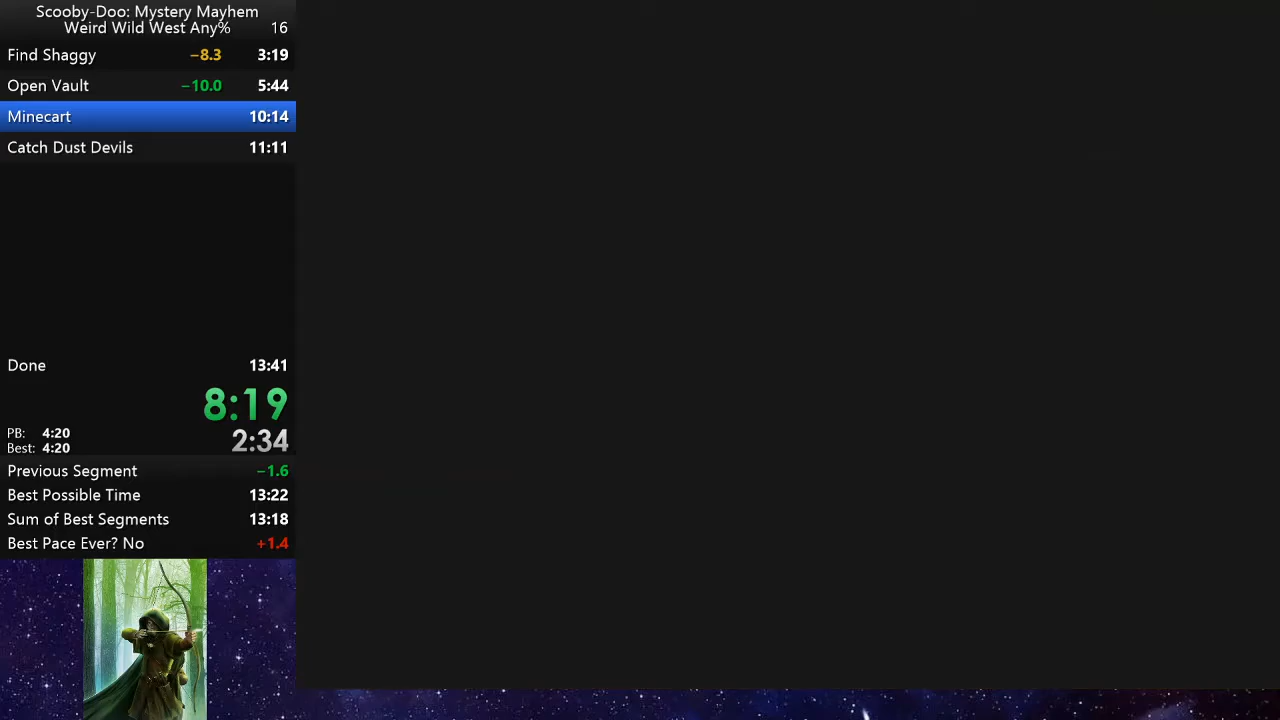 Scooby-Doo: Mystery Mayhem
Weird Wild West Any% 16
Find Shaggy −8.3 3:19
Open Vault −10.0 5:44
Minecart 10:14
Catch Dust Devils 11:11
Done 13:41
8:19
PB: 4:20
Best: 4:20
2:34
Previous Segment −1.6
Best Possible Time 13:22
Sum of Best Segments 13:18
Best Pace Ever? No +1.4